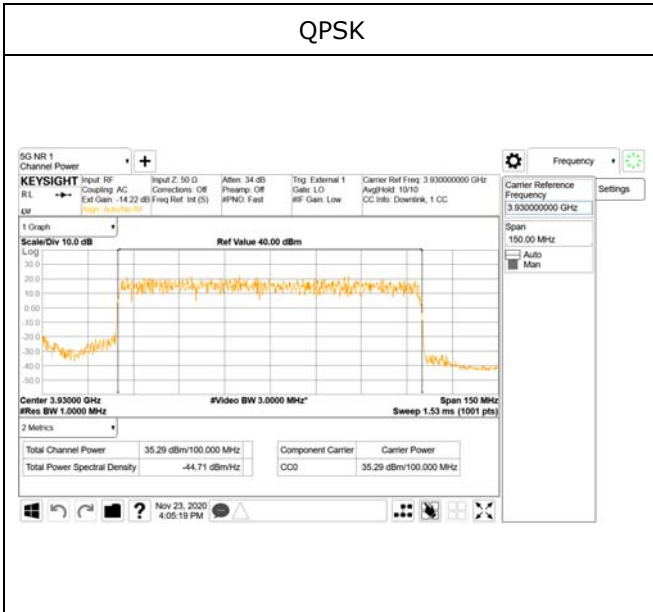 QPSK
5G NR 1
Channel Power
KEYSIGHT
Input: RF
Input Z: 50 Ω
Atten: 34 dB
Trig: External 1
Carrier Ref Freq: 3.930000000 GHz
RL
Coupling: AC
Corrections: Off
Preamp: Off
Gate: LO
Avg|Hold: 10/10
Ext Gain: -14.22 dB
Freq Ref: Int (S)
#PNO: Fast
#IF Gain: Low
CC Info: Downlink, 1 CC
Align: Auto/No RF
Frequency
Carrier Reference
Frequency
3.930000000 GHz
Settings
Span
150.00 MHz
Auto
Man
1 Graph
Scale/Div 10.0 dB
Ref Value 40.00 dBm
Log
30.0
20.0
10.0
0.00
-10.0
-20.0
-30.0
-40.0
-50.0
Center 3.93000 GHz
#Video BW 3.0000 MHz*
Span 150 MHz
#Res BW 1.0000 MHz
Sweep 1.53 ms (1001 pts)
2 Metrics
Total Channel Power
35.29 dBm/100.000 MHz
Component Carrier
Carrier Power
Total Power Spectral Density
-44.71 dBm/Hz
CC0
35.29 dBm/100.000 MHz
Nov 23, 2020
4:05:19 PM